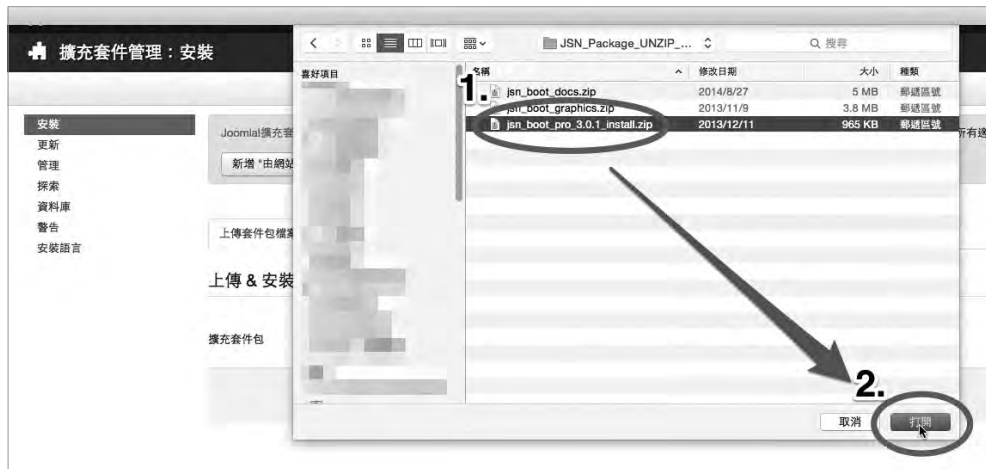 擴充套件管理：安裝
JSN_Package_UNZIP_...
搜尋
喜好項目
1.
名稱
修改日期
大小
種類
jsn_boot_docs.zip
2014/8/27
5 MB
郵遞區號
jsn_boot_graphics.zip
2013/11/9
3.8 MB
郵遞區號
jsn_boot_pro_3.0.1_install.zip
2013/12/11
965 KB
郵遞區號
安裝
更新
管理
探索
資料庫
警告
安裝語言
Joomla!擴充套
所有過
新增 "由網站
上傳套件包檔案
上傳 & 安裝
擴充套件包
2.
取消
打開